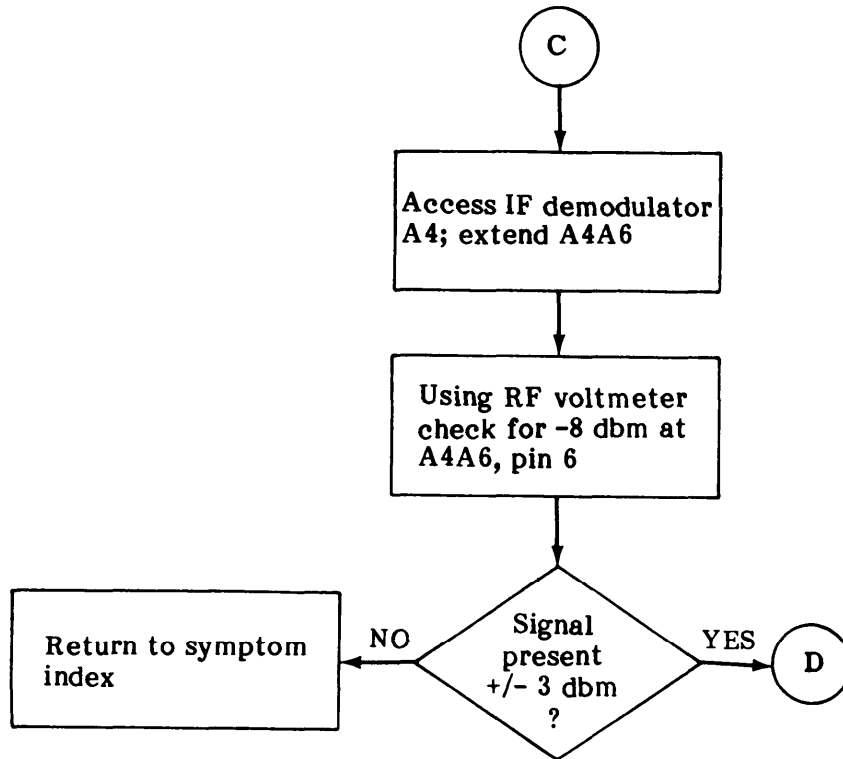 C
Access IF demodulator
A4; extend A4A6
Using RF voltmeter
check for -8 dbm at
A4A6, pin 6
Signal
present
+/- 3 dbm
?
NO
Return to symptom
index
YES
D